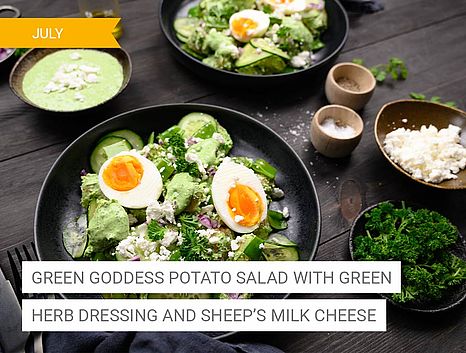 JULY
GREEN GODDESS POTATO SALAD WITH GREEN
HERB DRESSING AND SHEEP'S MILK CHEESE